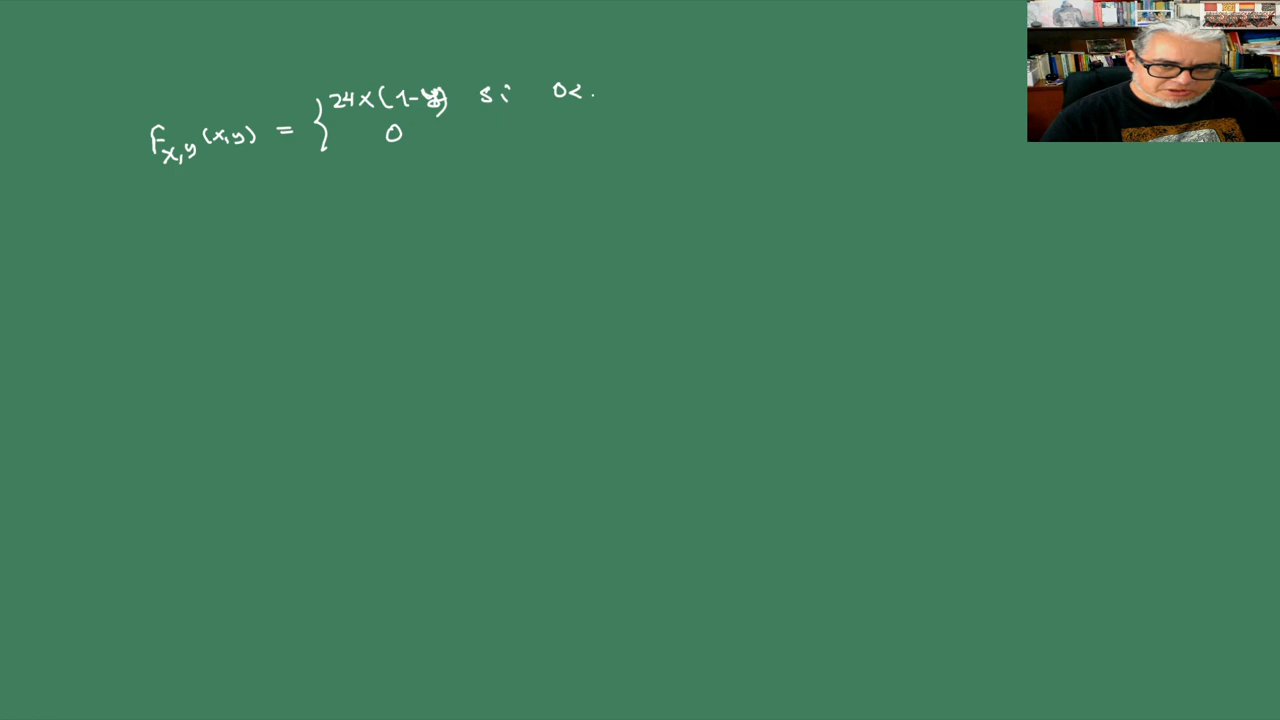 f_{x,y}(x,y) = { 24x(1-y) si 0<.
0